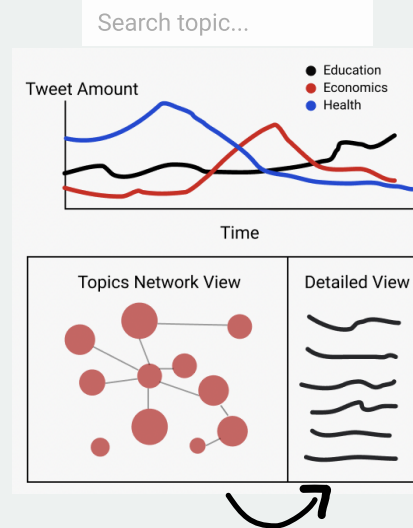 Search topic...
Education
Tweet Amount
Economics
Health
Time
Topics Network View
Detailed View